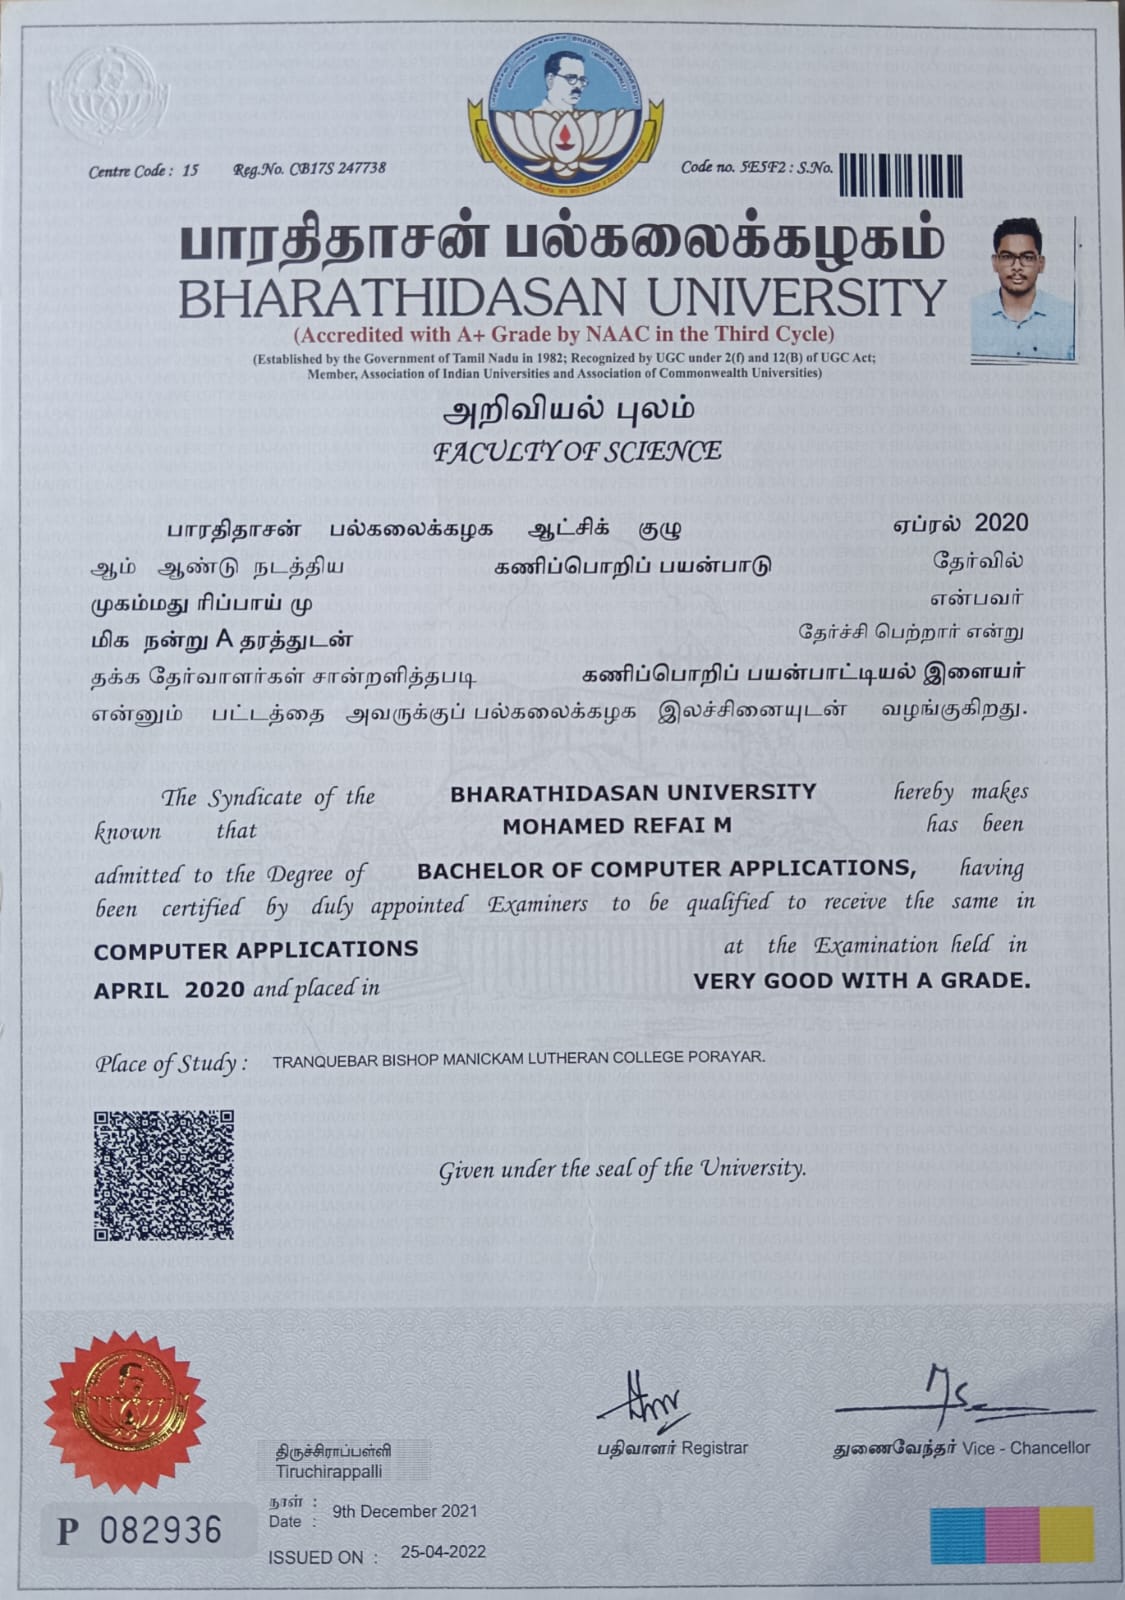 Centre Code : 15 Reg.No. CB17S 247738 Code no. 5E5F2 : S.No.
பாரதிதாசன் பல்கலைக்கழகம்
BHARATHIDASAN UNIVERSITY
(Accredited with A+ Grade by NAAC in the Third Cycle)
(Established by the Government of Tamil Nadu in 1982; Recognized by UGC under 2(f) and 12(B) of UGC Act;
Member, Association of Indian Universities and Association of Commonwealth Universities)
அறிவியல் புலம்
FACULTY OF SCIENCE
பாரதிதாசன் பல்கலைக்கழக ஆட்சிக் குழு ஏப்ரல் 2020
ஆம் ஆண்டு நடத்திய கணிப்பொறிப் பயன்பாடு தேர்வில்
முகம்மது ரிப்பாய் மு என்பவர்
மிக நன்று A தரத்துடன் தேர்ச்சி பெற்றார் என்று
தக்க தேர்வாளர்கள் சான்றளித்தபடி கணிப்பொறிப் பயன்பாட்டியல் இளையர்
என்னும் பட்டத்தை அவருக்குப் பல்கலைக்கழக இலச்சினையுடன் வழங்குகிறது.
The Syndicate of the BHARATHIDASAN UNIVERSITY hereby makes
known that MOHAMED REFAI M has been
admitted to the Degree of BACHELOR OF COMPUTER APPLICATIONS, having
been certified by duly appointed Examiners to be qualified to receive the same in
COMPUTER APPLICATIONS at the Examination held in
APRIL 2020 and placed in VERY GOOD WITH A GRADE.
Place of Study : TRANQUEBAR BISHOP MANICKAM LUTHERAN COLLEGE PORAYAR.
Given under the seal of the University.
பதிவாளர் Registrar
துணைவேந்தர் Vice - Chancellor
திருச்சிராப்பள்ளி
Tiruchirappalli
நாள் :
Date : 9th December 2021
ISSUED ON : 25-04-2022
P 082936